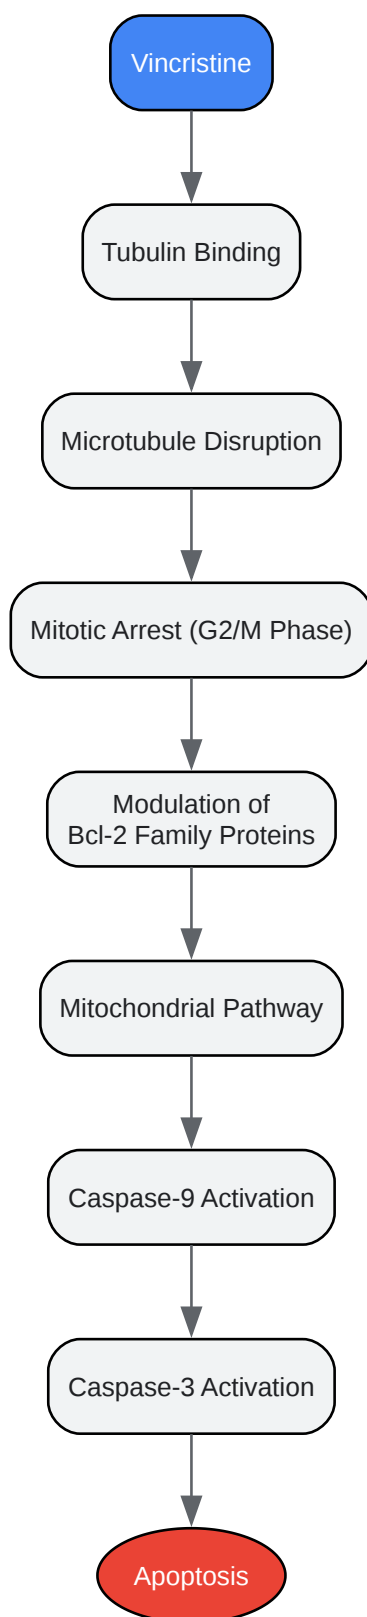 Vincristine
Tubulin Binding
Microtubule Disruption
Mitotic Arrest (G2/M Phase)
Modulation of
Bcl-2 Family Proteins
Mitochondrial Pathway
Caspase-9 Activation
Caspase-3 Activation
Apoptosis